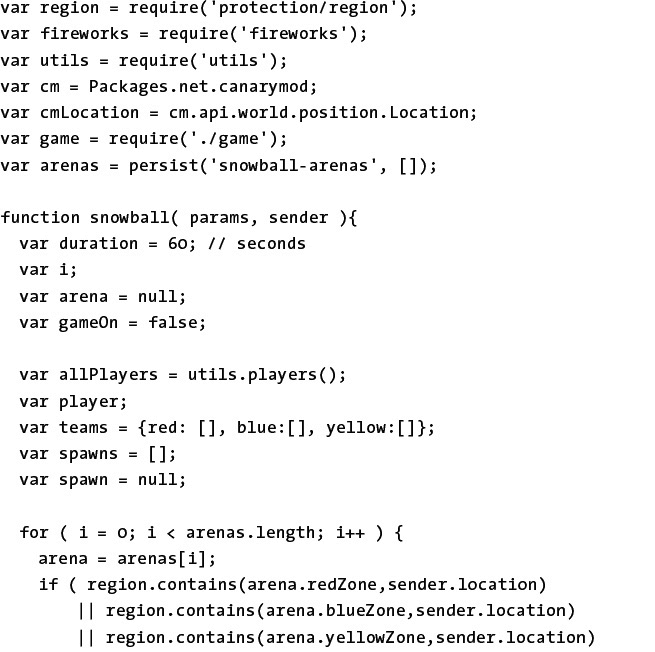 var region = require('protection/region');
var fireworks = require('fireworks');
var utils = require('utils');
var cm = Packages.net.canarymod;
var cmLocation = cm.api.world.position.Location;
var game = require('./game');
var arenas = persist('snowball-arenas', []);

function snowball( params, sender ){
  var duration = 60; // seconds
  var i;
  var arena = null;
  var gameOn = false;

  var allPlayers = utils.players();
  var player;
  var teams = {red: [], blue:[], yellow:[]};
  var spawns = [];
  var spawn = null;

  for ( i = 0; i < arenas.length; i++ ) {
    arena = arenas[i];
    if ( region.contains(arena.redZone,sender.location)
        || region.contains(arena.blueZone,sender.location)
        || region.contains(arena.yellowZone,sender.location)